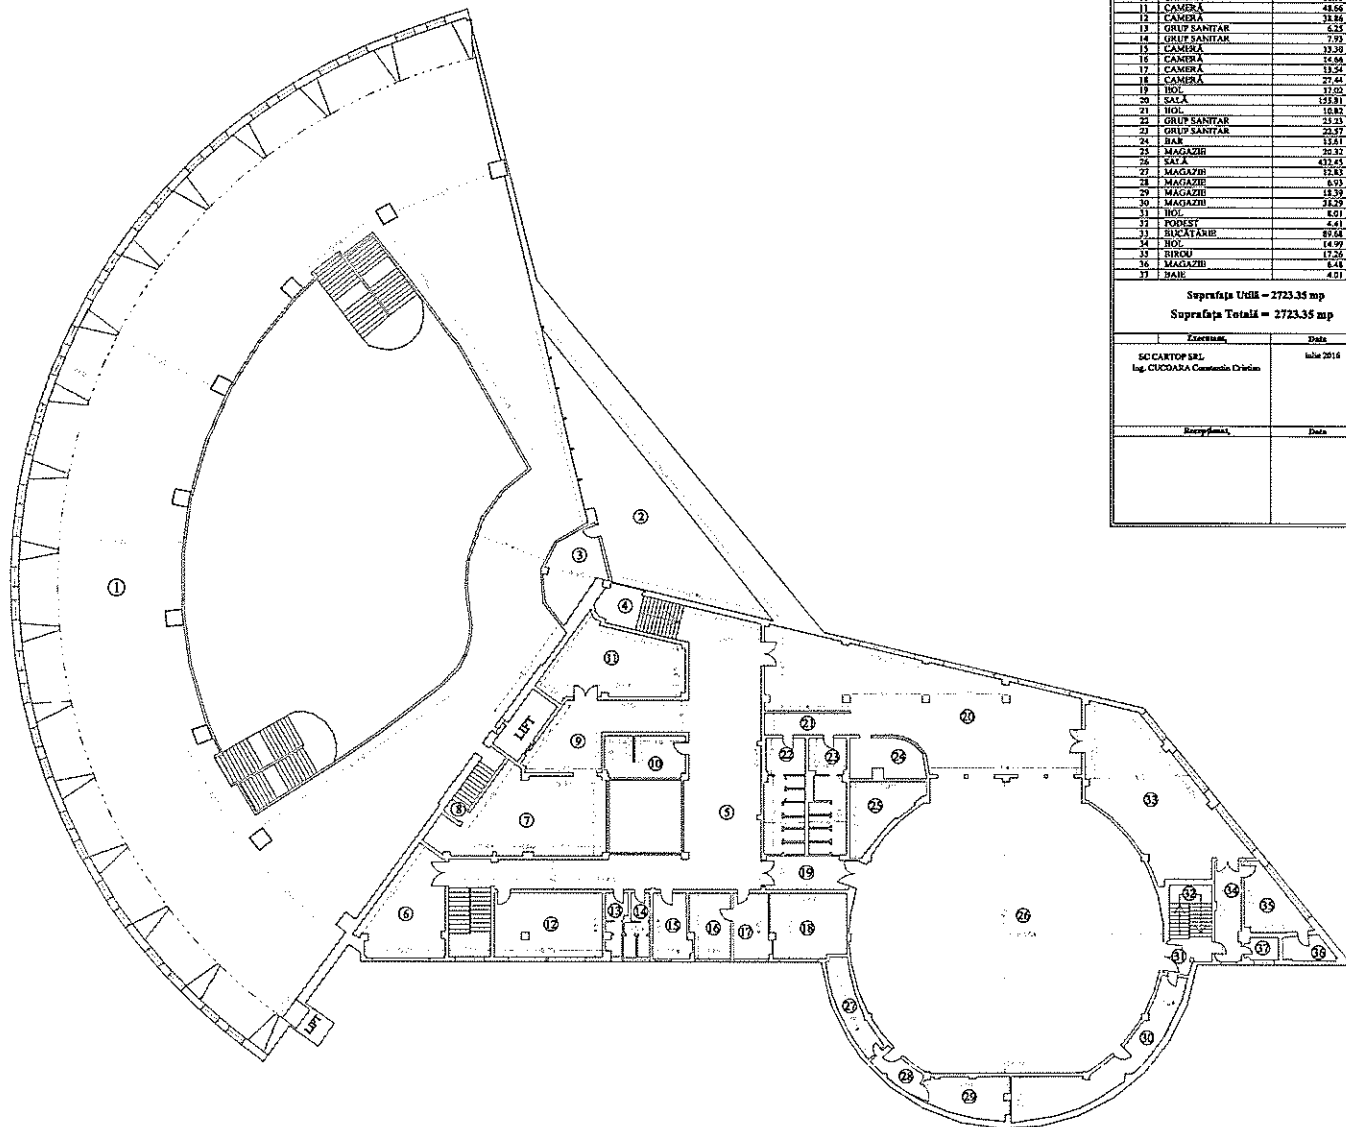 11 CAMERĂ 48.66
12 CAMERĂ 38.86
13 GRUP SANITAR 6.25
14 GRUP SANITAR 7.93
15 CAMERĂ 13.30
16 CAMERĂ 14.66
17 CAMERĂ 13.54
18 CAMERĂ 27.44
19 HOL 17.02
20 SALĂ 155.81
21 HOL 10.82
22 GRUP SANITAR 25.23
23 GRUP SANITAR 22.57
24 BAR 15.61
25 MAGAZIE 20.32
26 SALĂ 432.45
27 MAGAZIE 12.83
28 MAGAZIE 6.93
29 MAGAZIE 18.39
30 MAGAZIE 38.29
31 HOL 8.01
32 PODEST 4.41
33 BUCĂTĂRIE 89.68
34 HOL 14.99
35 BIROU 17.26
36 MAGAZIE 6.48
37 BAIE 4.01
Suprafața Utilă = 2723.35 mp
Suprafața Totală = 2723.35 mp
Executant, Data
SC CARTOP SRL iulie 2016
Ing. CUCOARA Constantin Cristian
Recepționat, Data
2
3
1
4
11
LIFT
9
10
21
20
22
23
24
33
8
7
5
25
19
6
13
14
12
15
16
17
18
26
32
34
35
37
36
31
27
LIFT
30
28
29